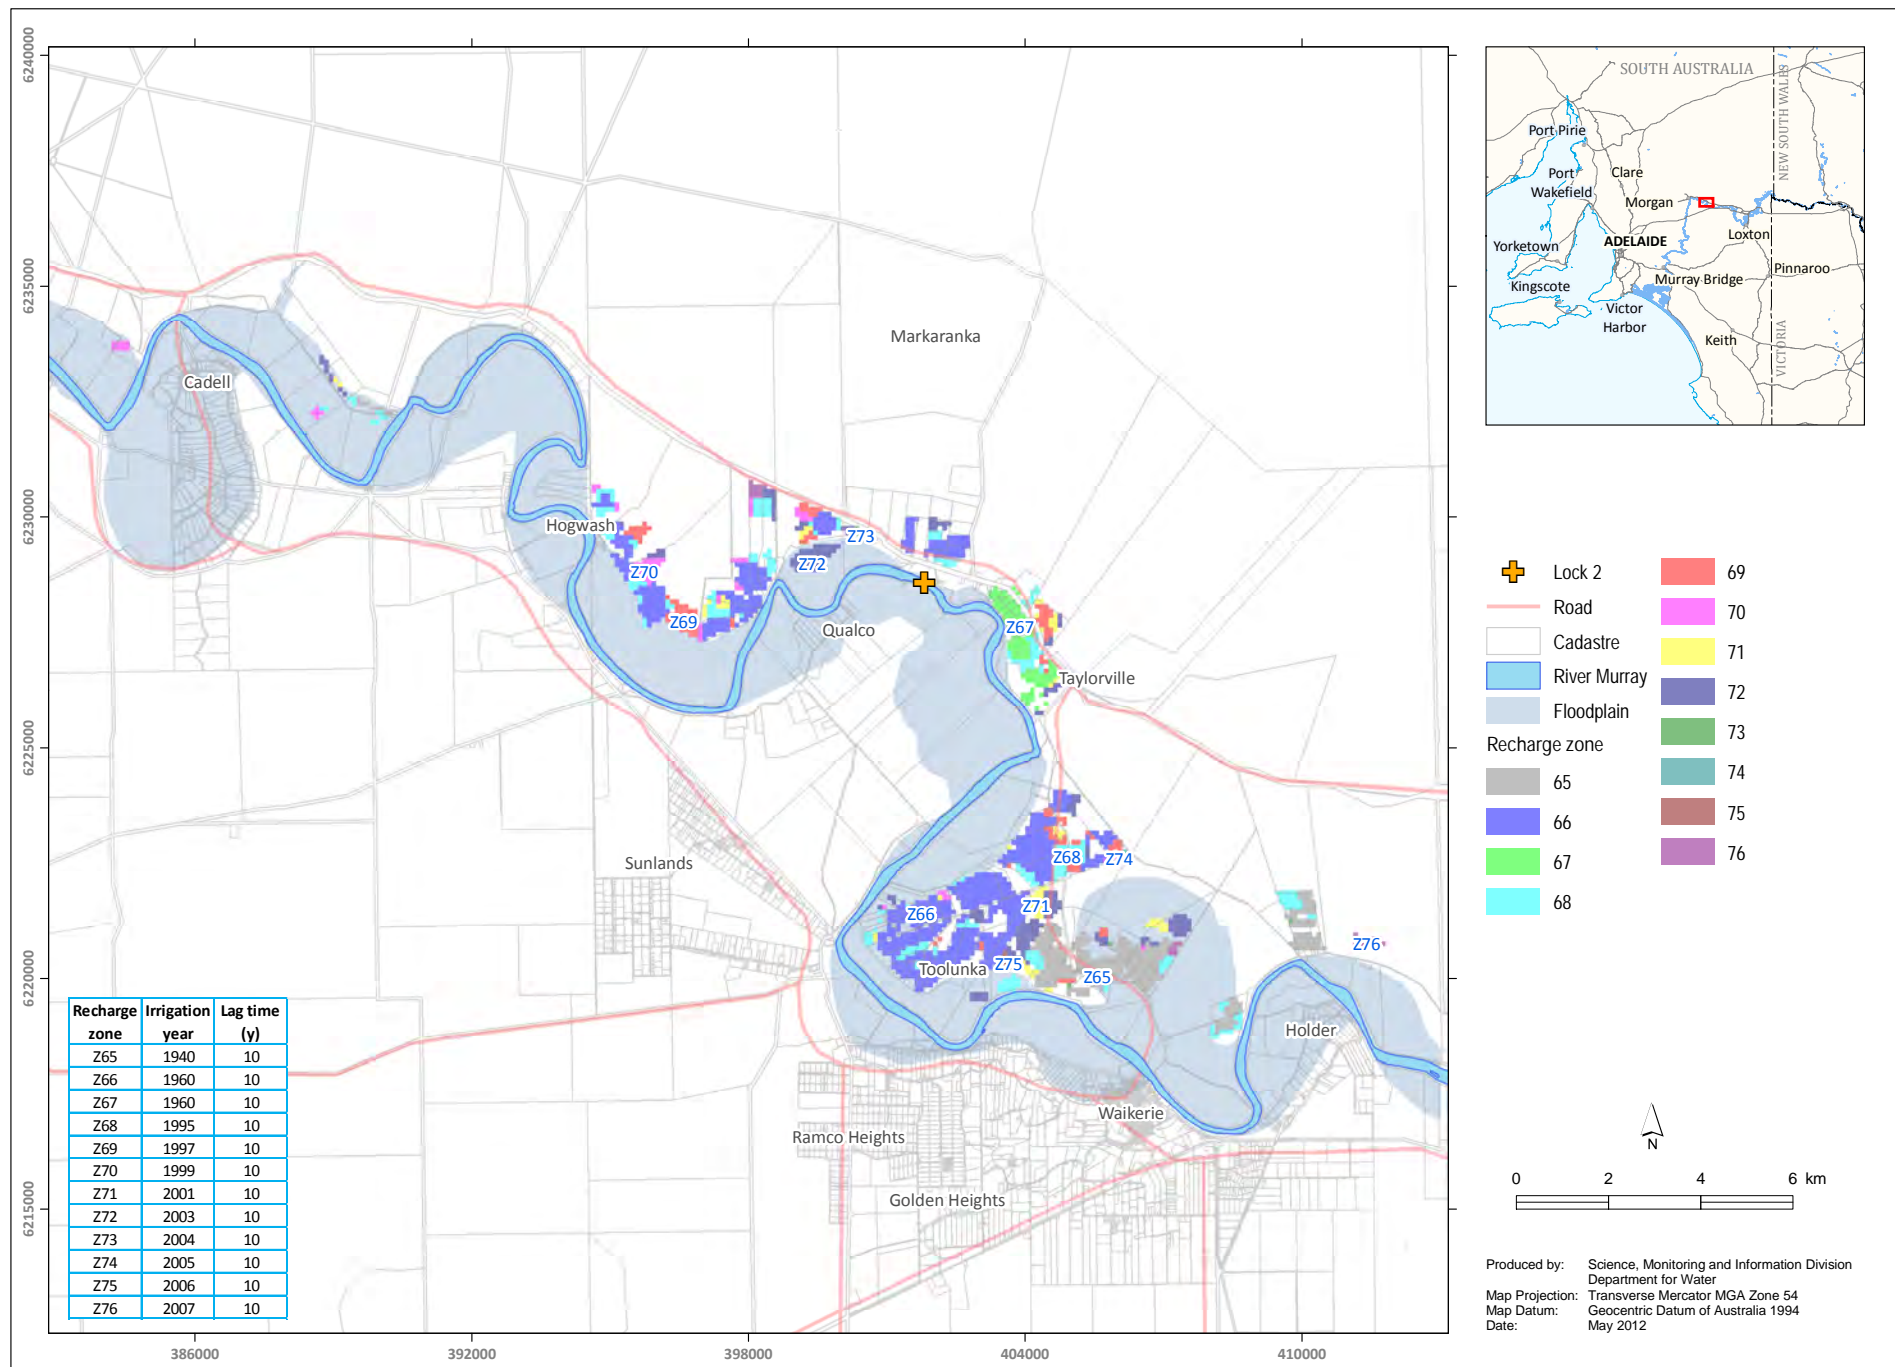 6240000
6235000
6230000
6225000
6220000
6215000
386000
392000
398000
404000
410000
Markaranka
Cadell
Hogwash
Z70
Z69
Z72
Z73
Qualco
Z67
Taylorville
Sunlands
Z68
Z74
Z66
Z71
Toolunka
Z75
Z65
Z76
Holder
Waikerie
Ramco Heights
Golden Heights
Recharge zone Irrigation year Lag time (y)
Z65 1940 10
Z66 1960 10
Z67 1960 10
Z68 1995 10
Z69 1997 10
Z70 1999 10
Z71 2001 10
Z72 2003 10
Z73 2004 10
Z74 2005 10
Z75 2006 10
Z76 2007 10
SOUTH AUSTRALIA
NEW SOUTH WALES
VICTORIA
Port Pirie
Port
Wakefield
Clare
Morgan
Yorketown
ADELAIDE
Loxton
Kingscote
Murray Bridge
Pinnaroo
Victor
Harbor
Keith
Lock 2
Road
Cadastre
River Murray
Floodplain
Recharge zone
65
66
67
68
69
70
71
72
73
74
75
76
N
0 2 4 6 km
Produced by: Science, Monitoring and Information Division
Department for Water
Map Projection: Transverse Mercator MGA Zone 54
Map Datum: Geocentric Datum of Australia 1994
Date: May 2012